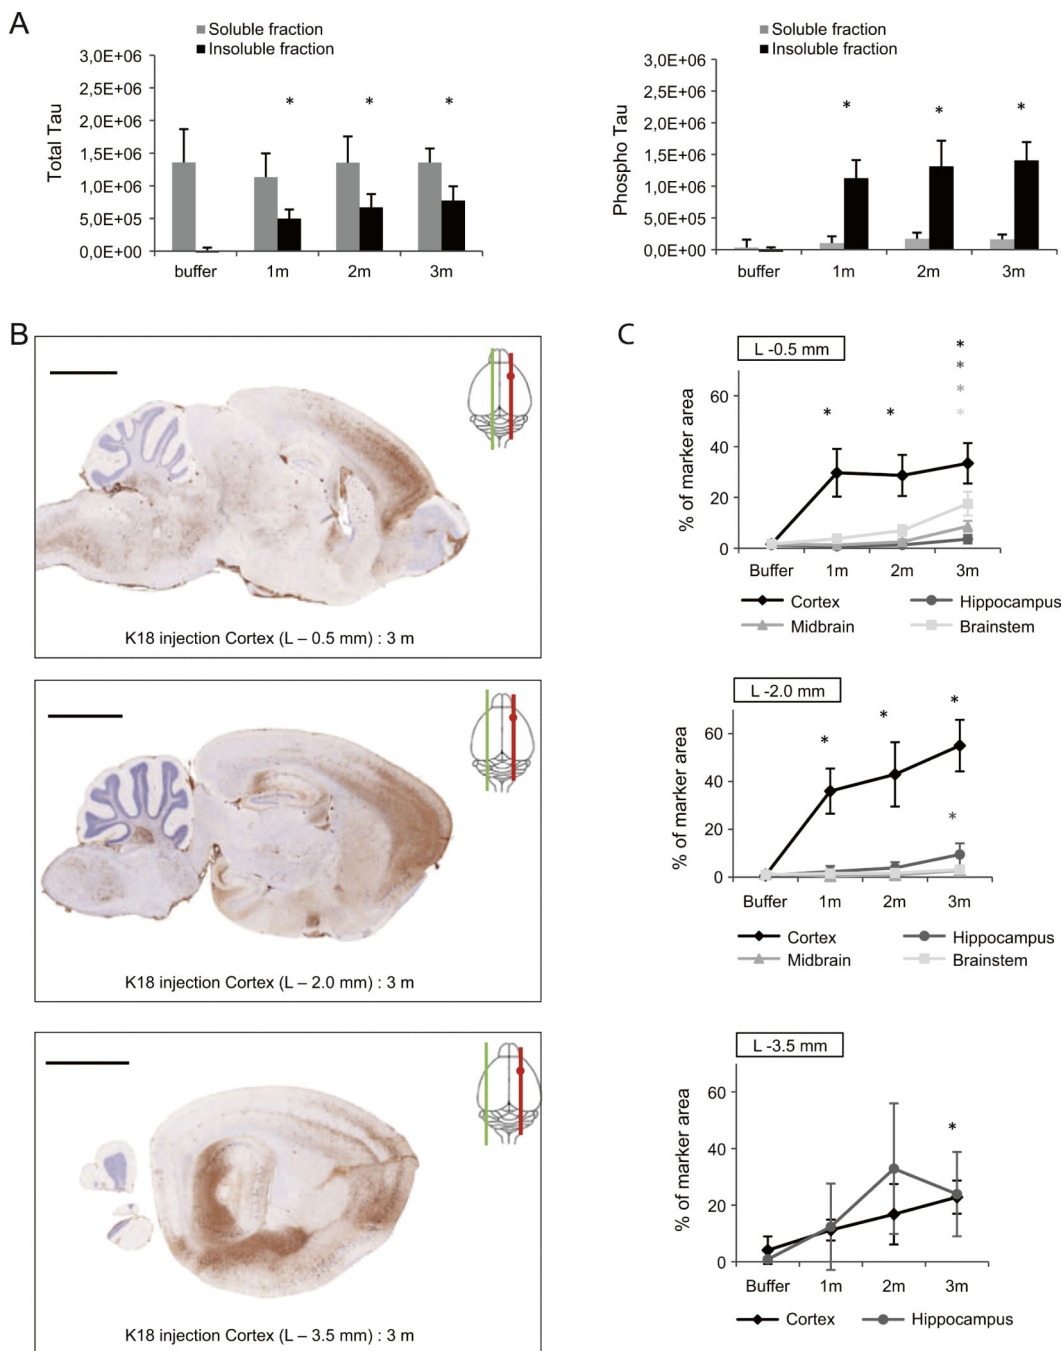 A
Soluble fraction
Insoluble fraction
Total Tau
3,0E+06
2,5E+06
2,0E+06
1,5E+06
1,0E+06
5,0E+05
0,0E+00
* * *
buffer 1m 2m 3m
Soluble fraction
Insoluble fraction
Phospho Tau
3,0E+06
2,5E+06
2,0E+06
1,5E+06
1,0E+06
5,0E+05
0,0E+00
* * *
buffer 1m 2m 3m
B
K18 injection Cortex (L – 0.5 mm) : 3 m
K18 injection Cortex (L – 2.0 mm) : 3 m
K18 injection Cortex (L – 3.5 mm) : 3 m
C
L -0.5 mm
% of marker area
60
40
20
0
* * *
*
*
*
Buffer 1m 2m 3m
Cortex Hippocampus
Midbrain Brainstem
L -2.0 mm
% of marker area
60
40
20
0
* * *
*
Buffer 1m 2m 3m
Cortex Hippocampus
Midbrain Brainstem
L -3.5 mm
% of marker area
60
40
20
0
*
Buffer 1m 2m 3m
Cortex Hippocampus